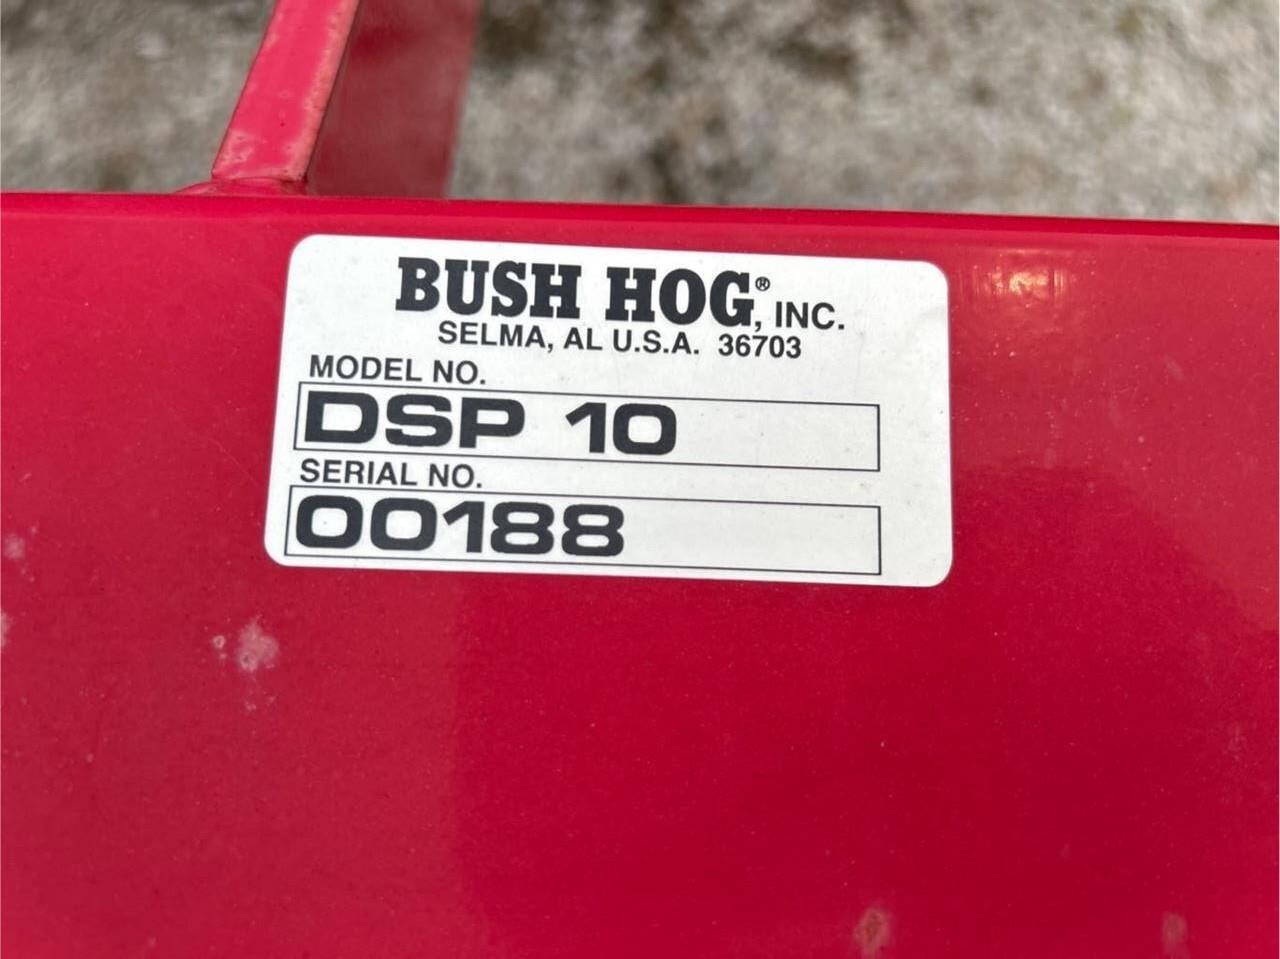 BUSH HOG®, INC.
SELMA, AL U.S.A. 36703
MODEL NO.
DSP 10
SERIAL NO.
00188